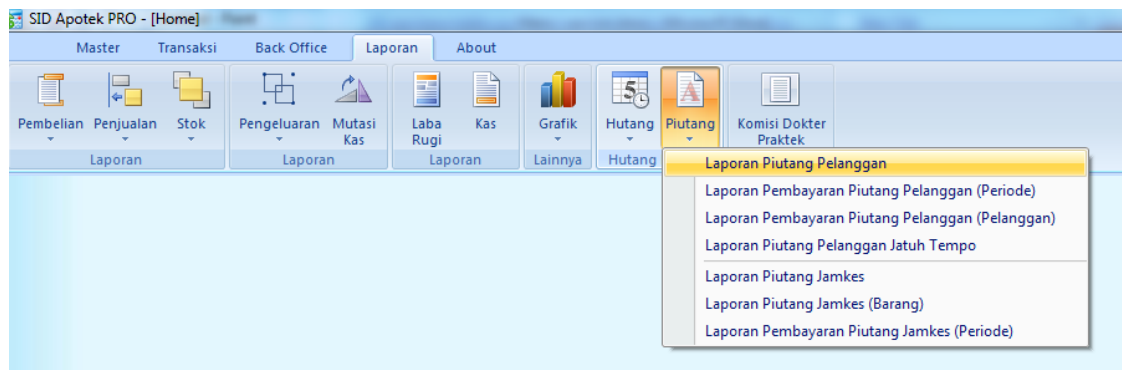 SID Apotek PRO - [Home]
Master Transaksi Back Office Laporan About
Pembelian Penjualan Stok Pengeluaran Mutasi Kas Laba Rugi Kas Grafik Hutang Piutang Komisi Dokter Praktek
Laporan Laporan Laporan Lainnya Hutang
Laporan Piutang Pelanggan
Laporan Pembayaran Piutang Pelanggan (Periode)
Laporan Pembayaran Piutang Pelanggan (Pelanggan)
Laporan Piutang Pelanggan Jatuh Tempo
Laporan Piutang Jamkes
Laporan Piutang Jamkes (Barang)
Laporan Pembayaran Piutang Jamkes (Periode)